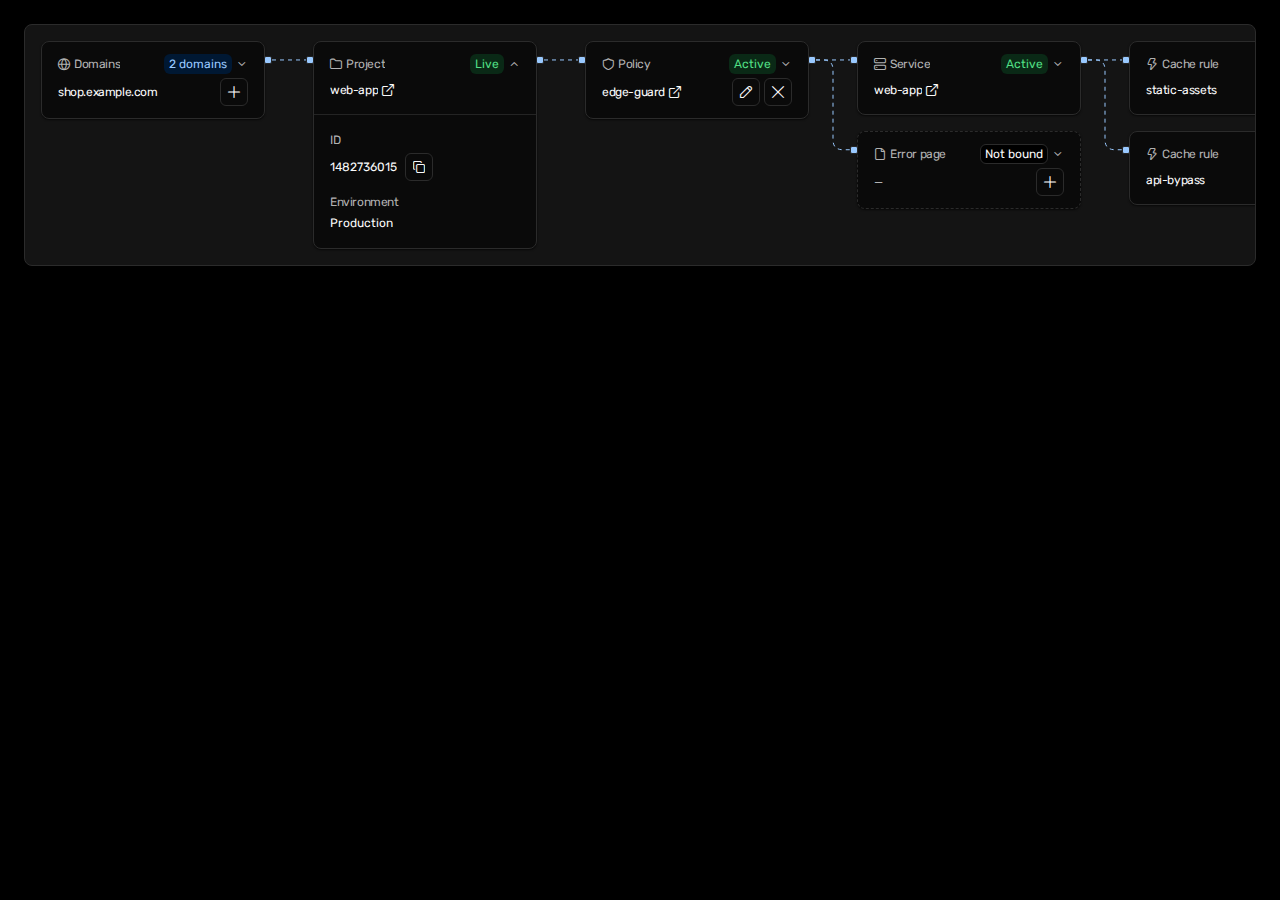 Domains 2 domains
shop.example.com
Project Live
web-app
ID
1482736015
Environment
Production
Policy Active
edge-guard
Service Active
web-app
Error page Not bound
–
Cache rule
static-assets
Cache rule
api-bypass